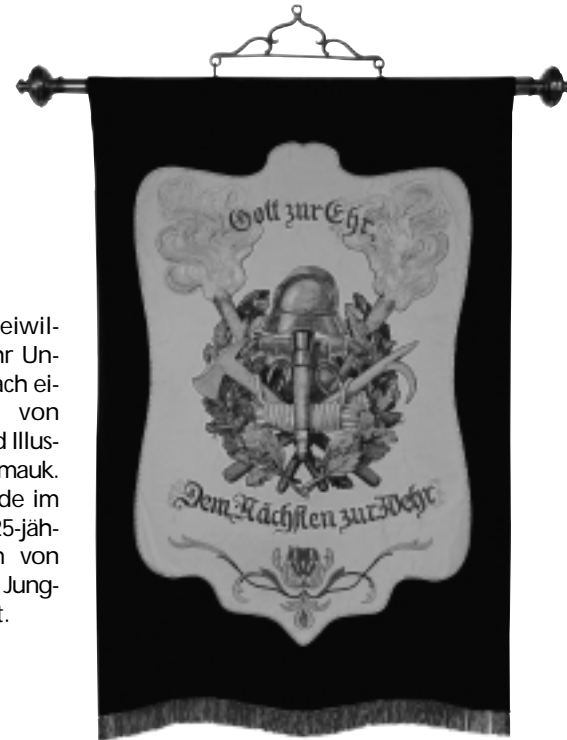 eiwil-
hr Un-
ach ei-
von
d Illus-
mauk.
de im
25-jäh-
n von
Jung-
t.
Gott zur Ehr,
Dem Nächsten zur Wehr